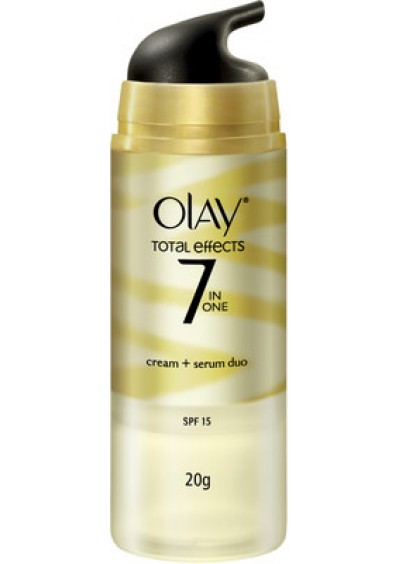 OLAY®
TOTAL effects
7 IN ONE
cream + serum duo
SPF 15
20g